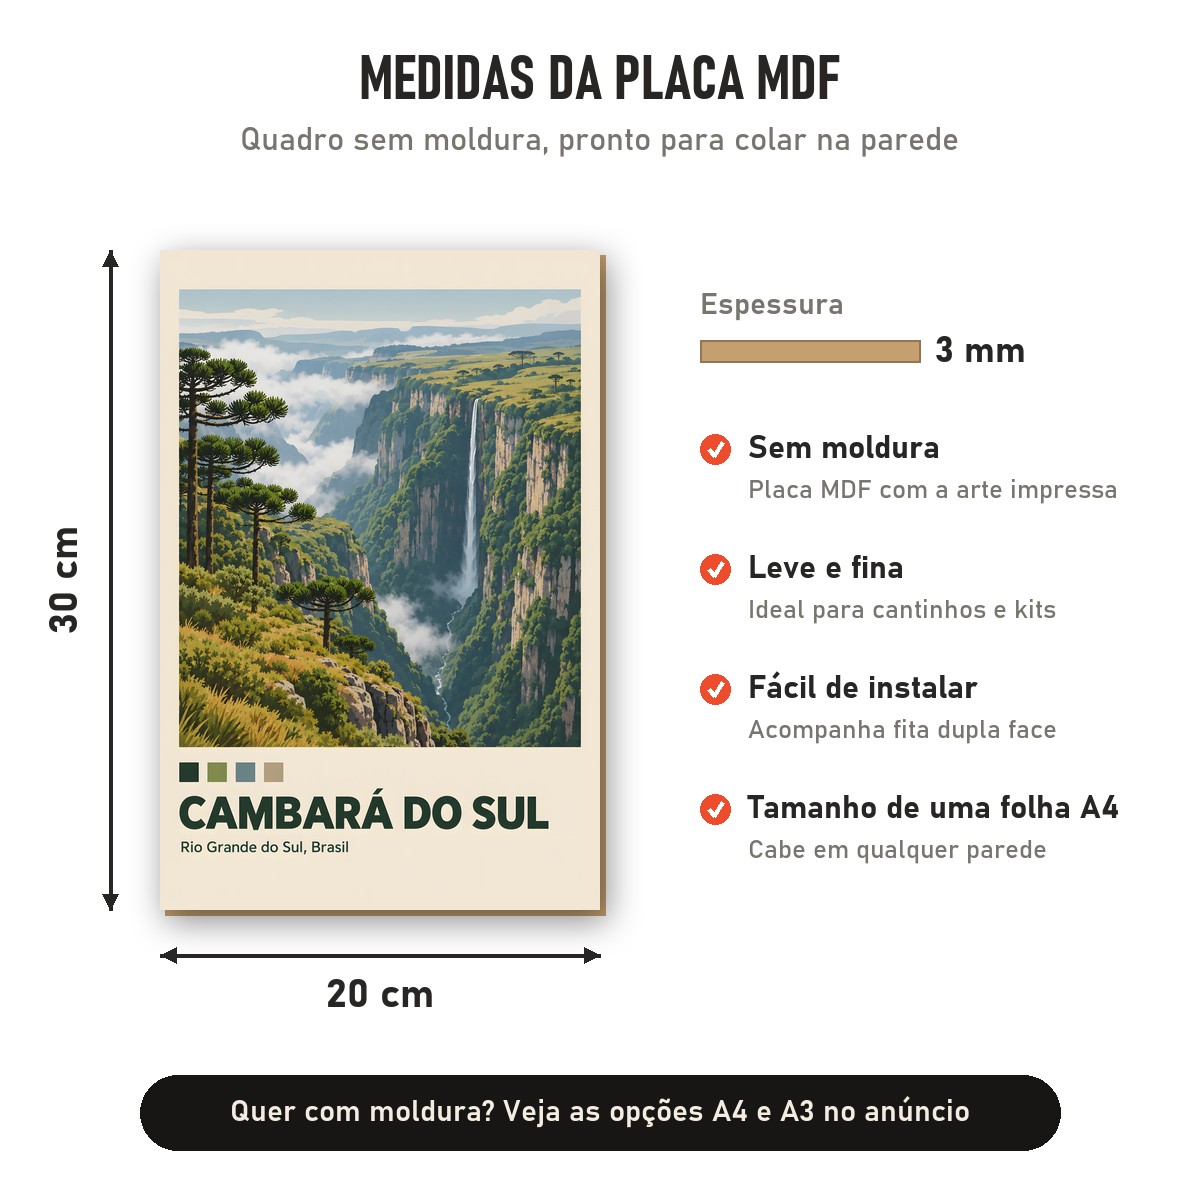 MEDIDAS DA PLACA MDF
Quadro sem moldura, pronto para colar na parede
30 cm
CAMBARÁ DO SUL
Rio Grande do Sul, Brasil
20 cm
Espessura
3 mm
Sem moldura
Placa MDF com a arte impressa
Leve e fina
Ideal para cantinhos e kits
Fácil de instalar
Acompanha fita dupla face
Tamanho de uma folha A4
Cabe em qualquer parede
Quer com moldura? Veja as opções A4 e A3 no anúncio